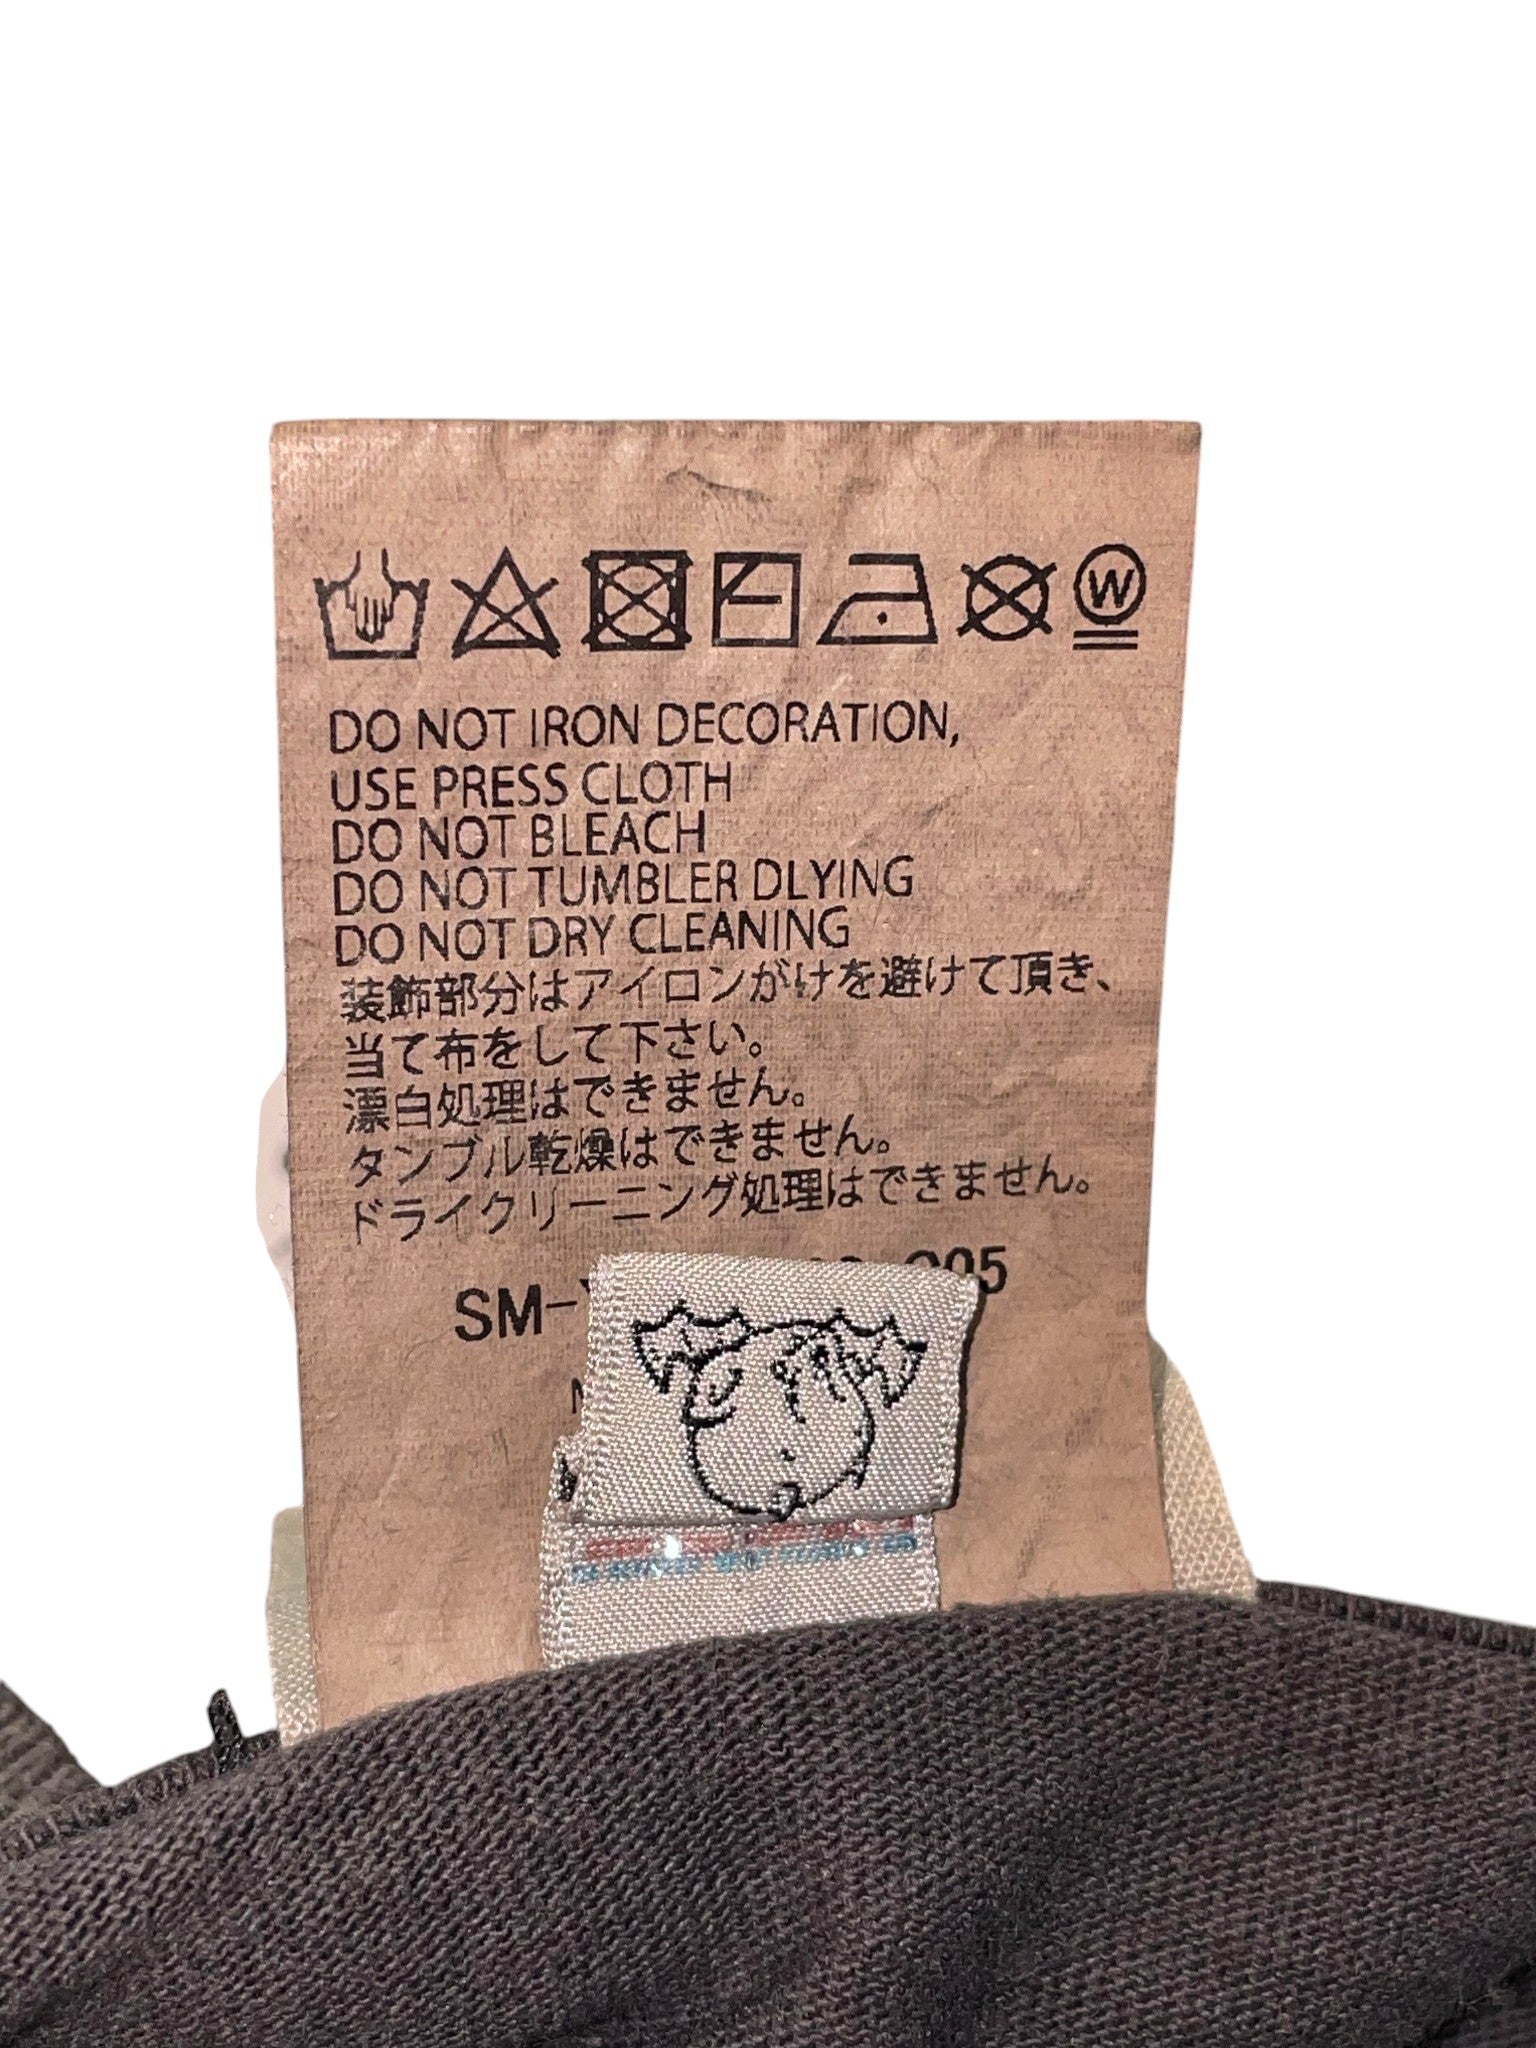 W
DO NOT IRON DECORATION,
USE PRESS CLOTH
DO NOT BLEACH
DO NOT TUMBLER DLYING
DO NOT DRY CLEANING
装飾部分はアイロンがけを避けて頂き、
当て布をして下さい。
漂白処理はできません。
タンブル乾燥はできません。
ドライクリーニング処理はできません。
SM-